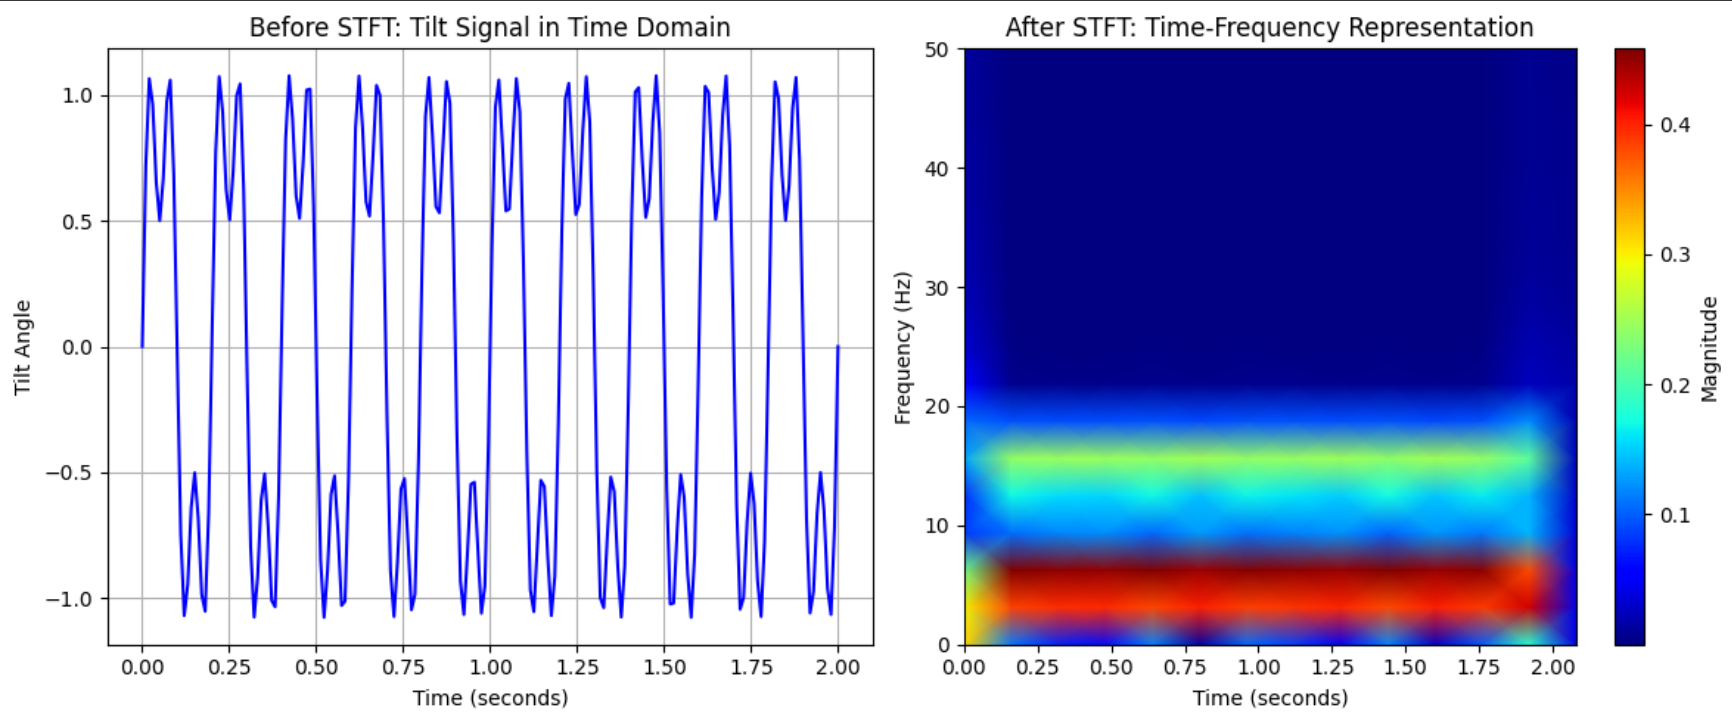 Before STFT: Tilt Signal in Time Domain
Tilt Angle
1.0
0.5
0.0
−0.5
−1.0
0.00 0.25 0.50 0.75 1.00 1.25 1.50 1.75 2.00
Time (seconds)
After STFT: Time-Frequency Representation
Frequency (Hz)
50
40
30
20
10
0
0.00 0.25 0.50 0.75 1.00 1.25 1.50 1.75 2.00
Time (seconds)
0.4
0.3
0.2
0.1
Magnitude